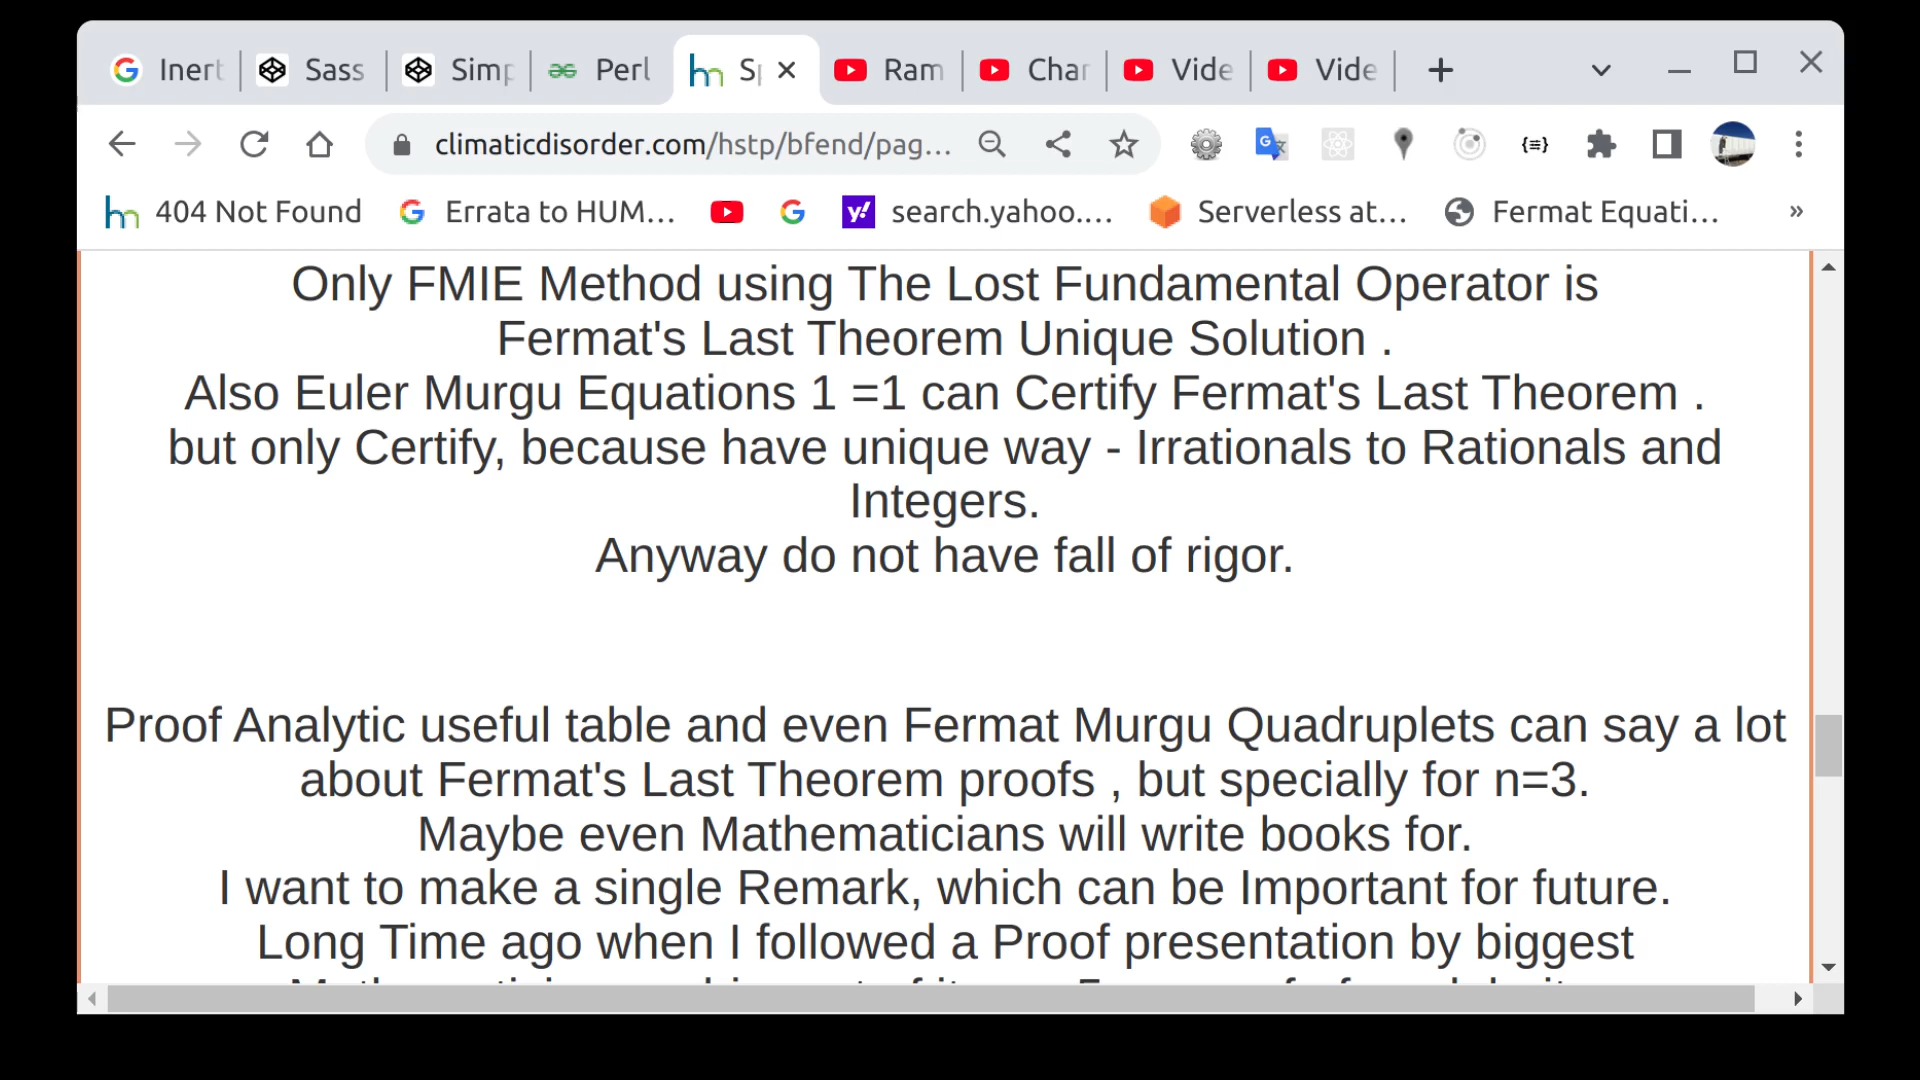 Inert Sass Simp Perl Sp Ram Char Vide Vide
climaticdisorder.com/hstp/bfend/pag...
404 Not Found Errata to HUM... search.yahoo.... Serverless at... Fermat Equati... »
Only FMIE Method using The Lost Fundamental Operator is
Fermat's Last Theorem Unique Solution .
Also Euler Murgu Equations 1 =1 can Certify Fermat's Last Theorem .
but only Certify, because have unique way - Irrationals to Rationals and
Integers.
Anyway do not have fall of rigor.
Proof Analytic useful table and even Fermat Murgu Quadruplets can say a lot
about Fermat's Last Theorem proofs , but specially for n=3.
Maybe even Mathematicians will write books for.
I want to make a single Remark, which can be Important for future.
Long Time ago when I followed a Proof presentation by biggest